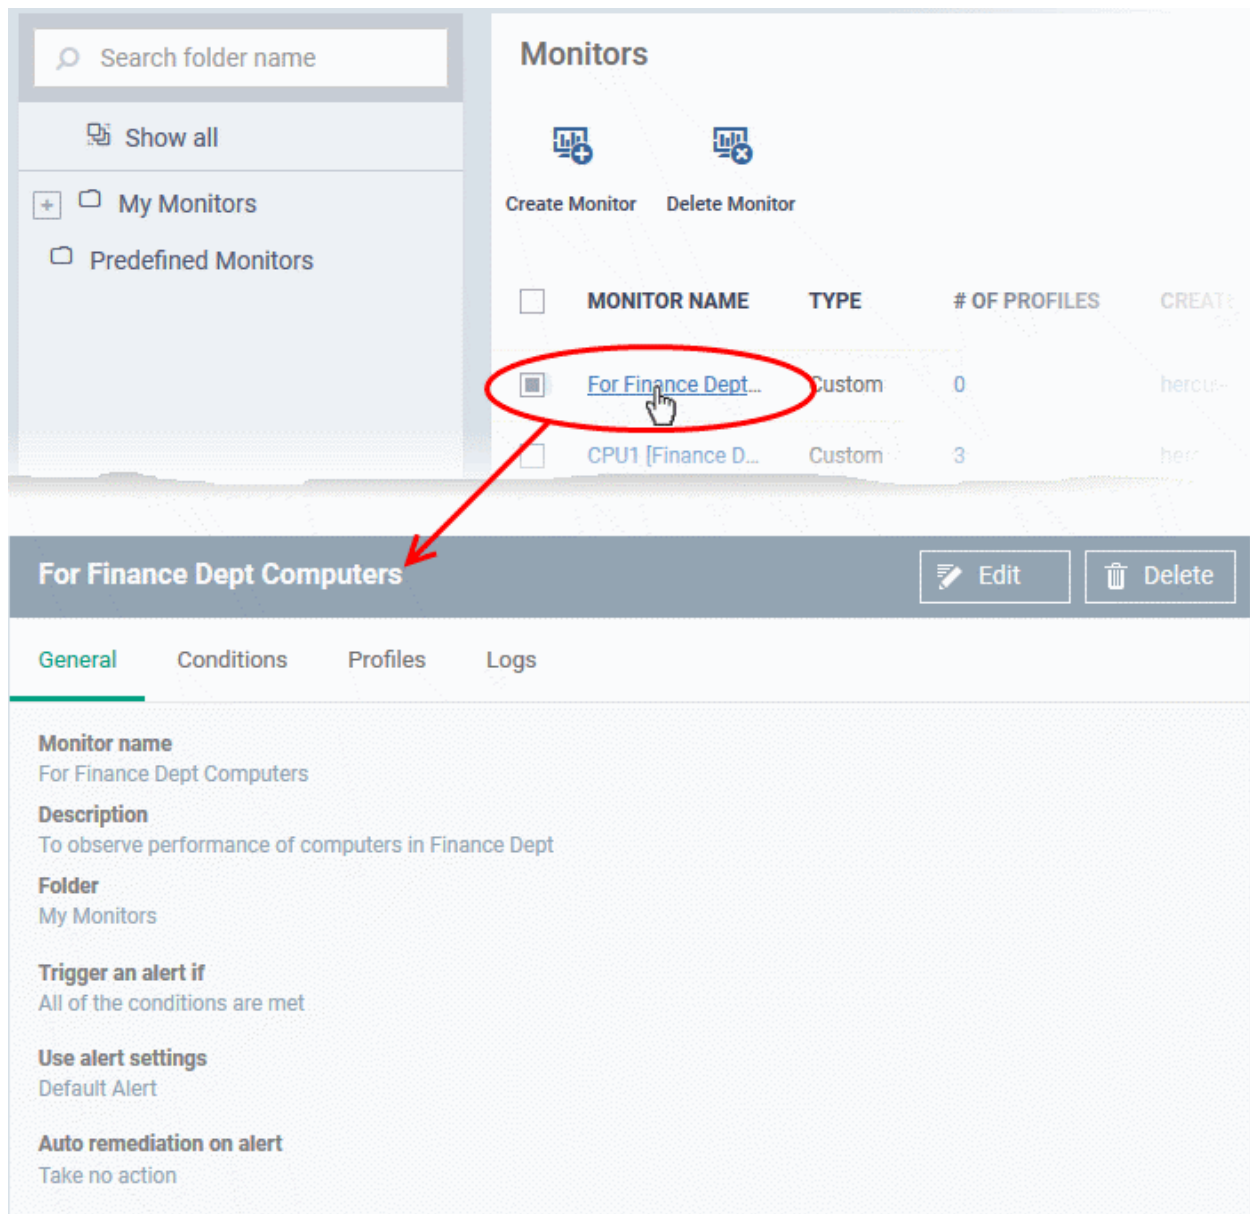 Search folder name
Show all
My Monitors
Predefined Monitors
Monitors
Create Monitor Delete Monitor
MONITOR NAME TYPE # OF PROFILES
For Finance Dept... Custom 0
CPU1 [Finance D... Custom 3
For Finance Dept Computers Edit Delete
General Conditions Profiles Logs
Monitor name
For Finance Dept Computers
Description
To observe performance of computers in Finance Dept
Folder
My Monitors
Trigger an alert if
All of the conditions are met
Use alert settings
Default Alert
Auto remediation on alert
Take no action